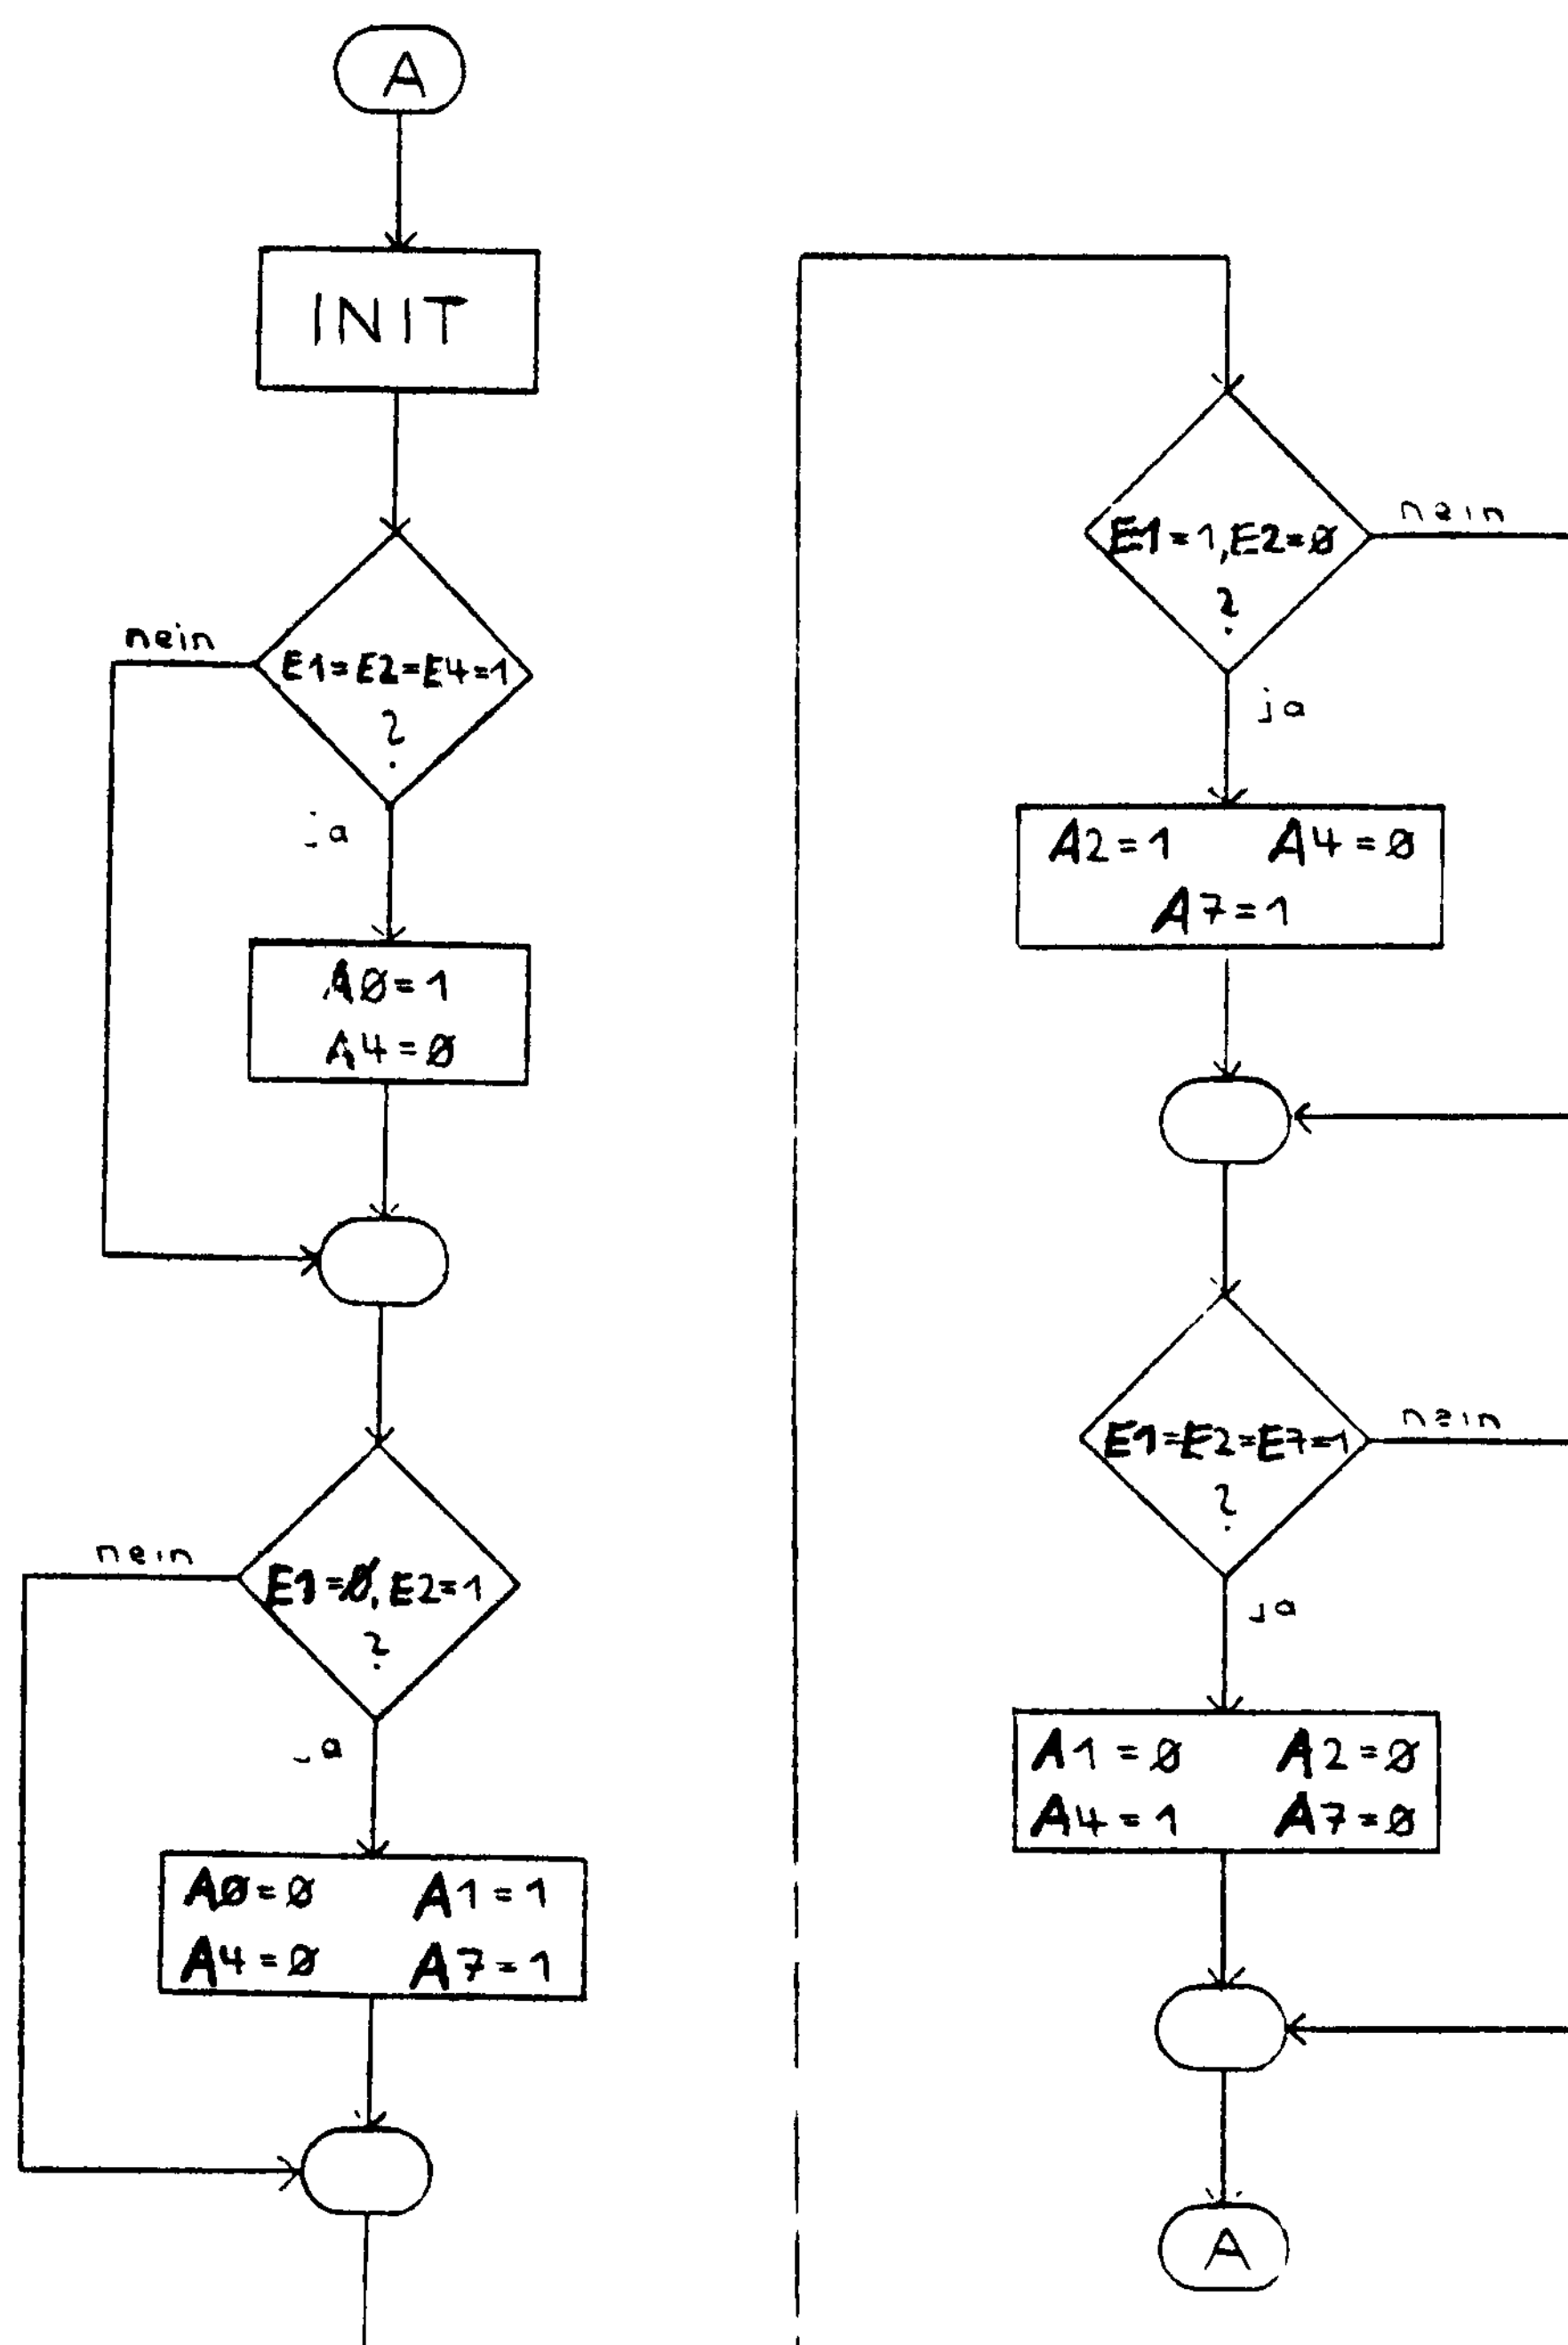 A
INIT
nein
E1=E2=E4=1
?
ja
AØ=1
A4=Ø
nein
E1=Ø,E2=1
?
ja
AØ=Ø A1=1
A4=Ø A7=1
E1=1,E2=Ø
?
nein
ja
A2=1 A4=Ø
A7=1
E1=E2=E7=1
?
nein
ja
A1=Ø A2=Ø
A4=1 A7=Ø
A